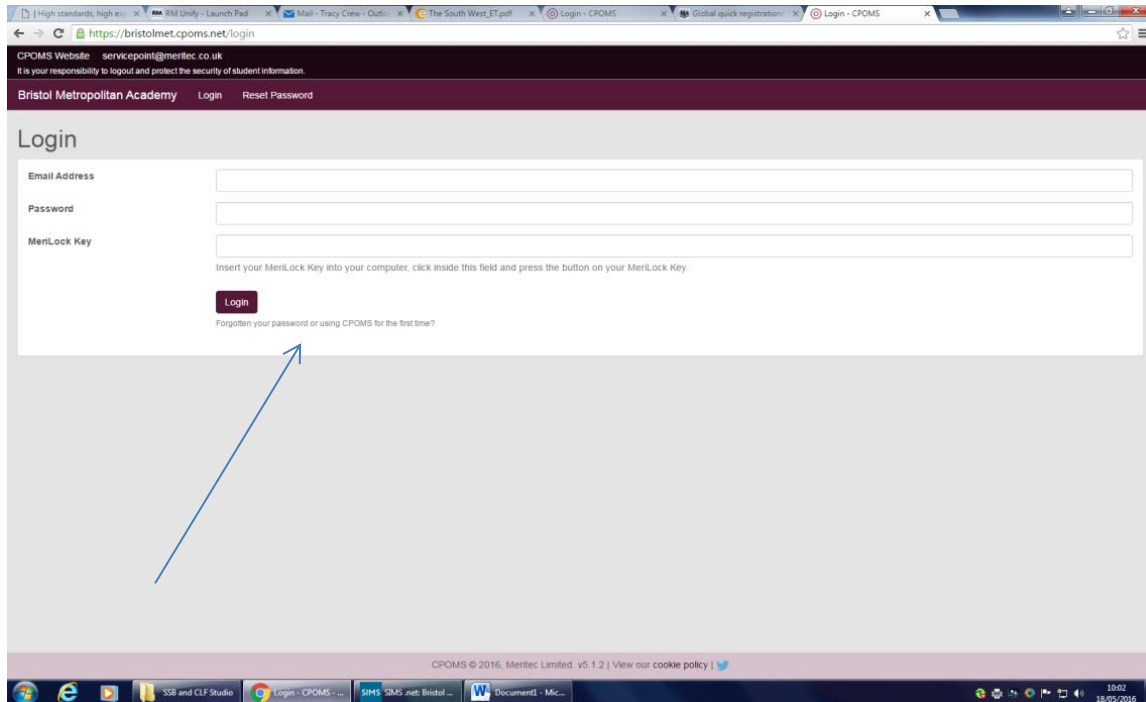 | High standards, high ex
RM RM Unify - Launch Pad
Mail - Tracy Crew - Outlo
The South West_ET.pdf
Login - CPOMS
Global quick registration:
Login - CPOMS
https://bristolmet.cpoms.net/login
CPOMS Website servicepoint@meritec.co.uk
It is your responsibility to logout and protect the security of student information.
Bristol Metropolitan Academy Login Reset Password
Login
Email Address
Password
MeriLock Key
Insert your MeriLock Key into your computer, click inside this field and press the button on your MeriLock Key.
Login
Forgotten your password or using CPOMS for the first time?
CPOMS © 2016, Meritec Limited. v5.1.2 | View our cookie policy |
SSB and CLF Studio
Login - CPOMS - ...
SIMS SIMS .net: Bristol ...
W Document1 - Mic...
10:02
18/05/2016